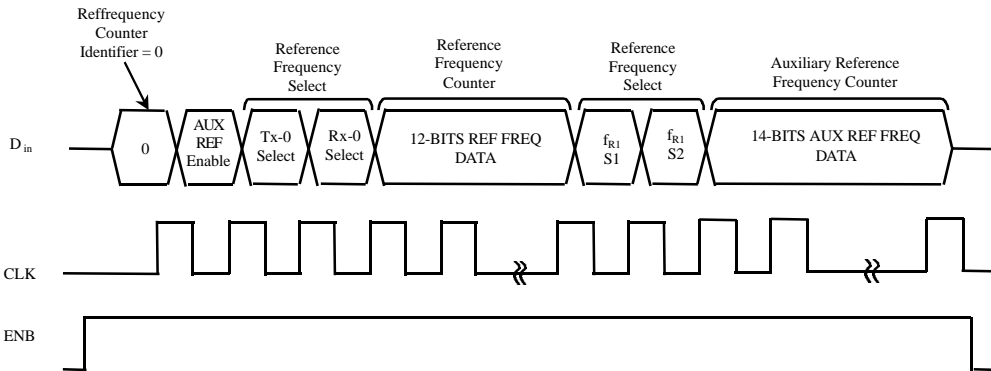 Reffrequency
Counter
Identifier = 0
Reference
Frequency
Select
Reference
Frequency
Counter
Reference
Frequency
Select
Auxiliary Reference
Frequency Counter
D in
0
AUX
REF
Enable
Tx-0
Select
Rx-0
Select
12-BITS REF FREQ
DATA
fR1
S1
fR1
S2
14-BITS AUX REF FREQ
DATA
CLK
ENB